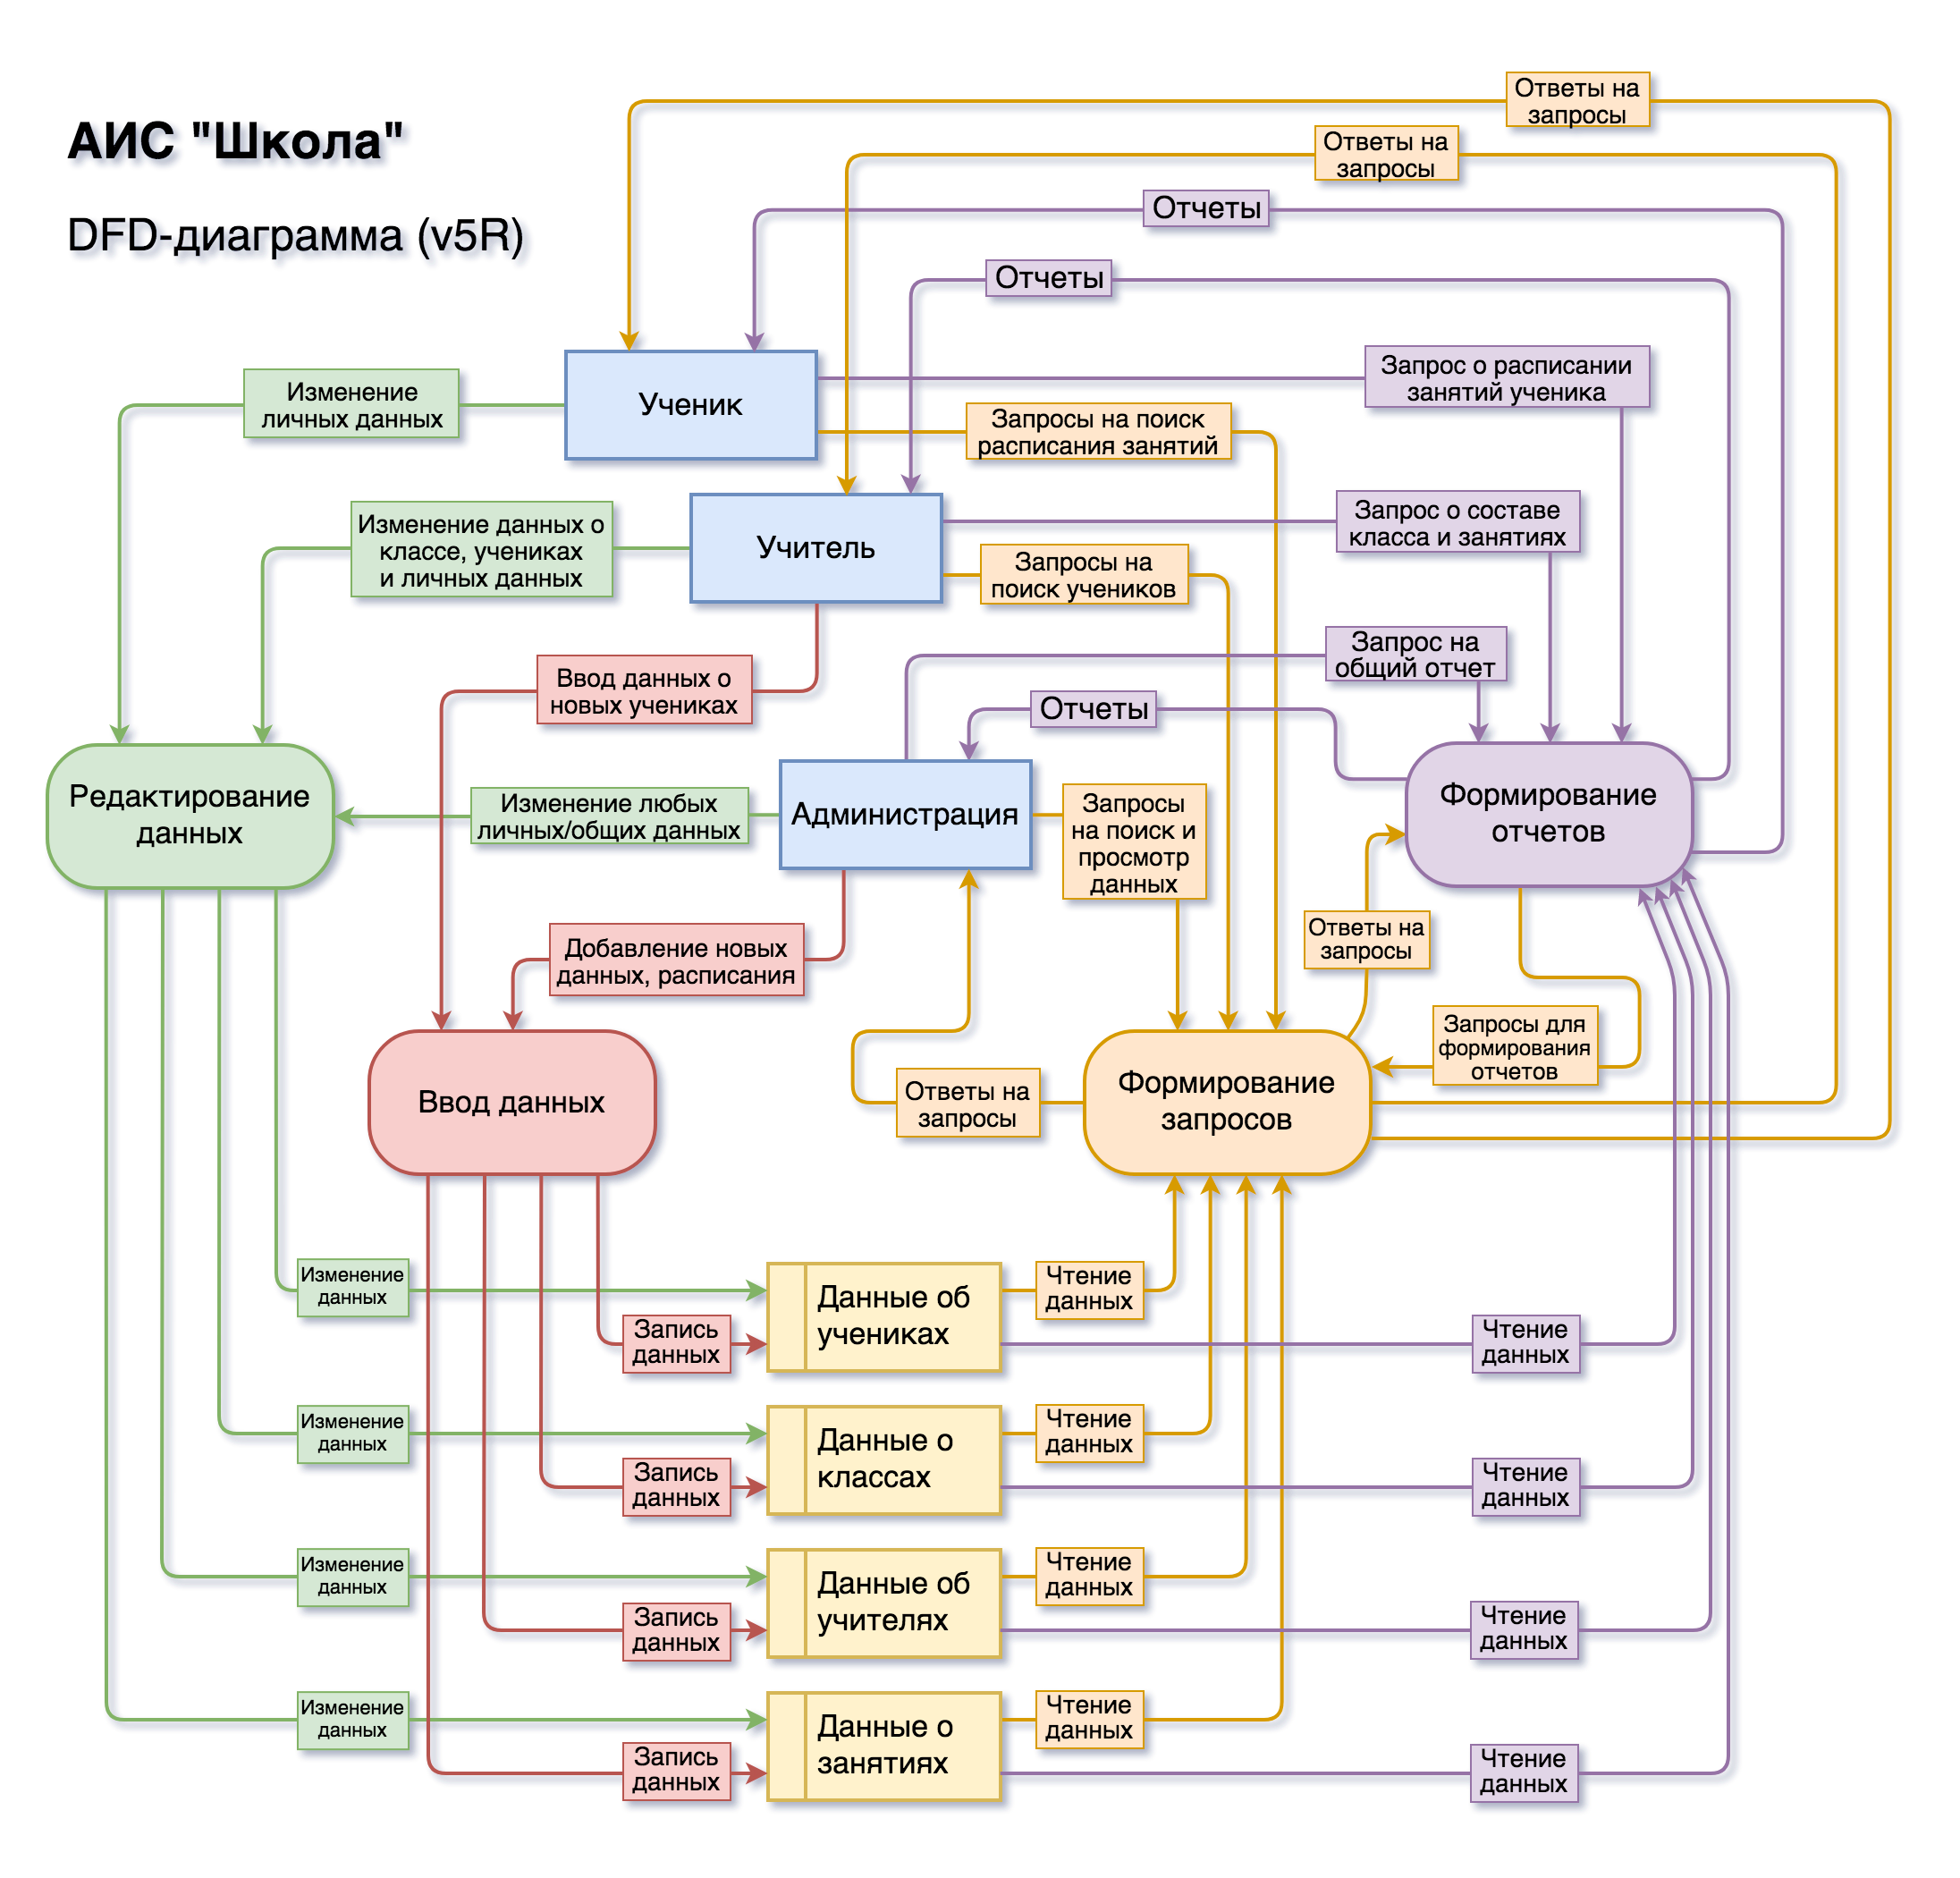 АИС "Школа"
DFD-диаграмма (v5R)
Ответы на
запросы
Ответы на
запросы
Отчеты
Отчеты
Изменение
личных данных
Ученик
Запрос о расписании
занятий ученика
Запросы на поиск
расписания занятий
Изменение данных о
классе, учениках
и личных данных
Учитель
Запрос о составе
класса и занятиях
Запросы на
поиск учеников
Ввод данных о
новых учениках
Запрос на
общий отчет
Отчеты
Редактирование
данных
Изменение любых
личных/общих данных
Администрация
Запросы
на поиск и
просмотр
данных
Формирование
отчетов
Добавление новых
данных, расписания
Ответы на
запросы
Запросы для
формирования
отчетов
Ввод данных
Ответы на
запросы
Формирование
запросов
Изменение
данных
Запись
данных
Данные об
учениках
Чтение
данных
Чтение
данных
Изменение
данных
Запись
данных
Данные о
классах
Чтение
данных
Чтение
данных
Изменение
данных
Запись
данных
Данные об
учителях
Чтение
данных
Чтение
данных
Изменение
данных
Запись
данных
Данные о
занятиях
Чтение
данных
Чтение
данных